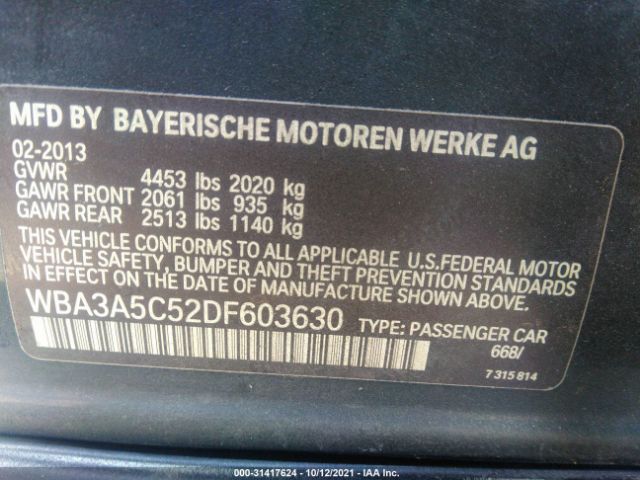 MFD BY BAYERISCHE MOTOREN WERKE AG
02-2013
GVWR 4453 lbs 2020 kg
GAWR FRONT 2061 lbs 935 kg
GAWR REAR 2513 lbs 1140 kg
THIS VEHICLE CONFORMS TO ALL APPLICABLE U.S.FEDERAL MOTOR
VEHICLE SAFETY, BUMPER AND THEFT PREVENTION STANDARDS
IN EFFECT ON THE DATE OF MANUFACTURE SHOWN ABOVE.
WBA3A5C52DF603630 TYPE: PASSENGER CAR
668/
7 315 814
000-31417624 - 10/12/2021 - IAA Inc.